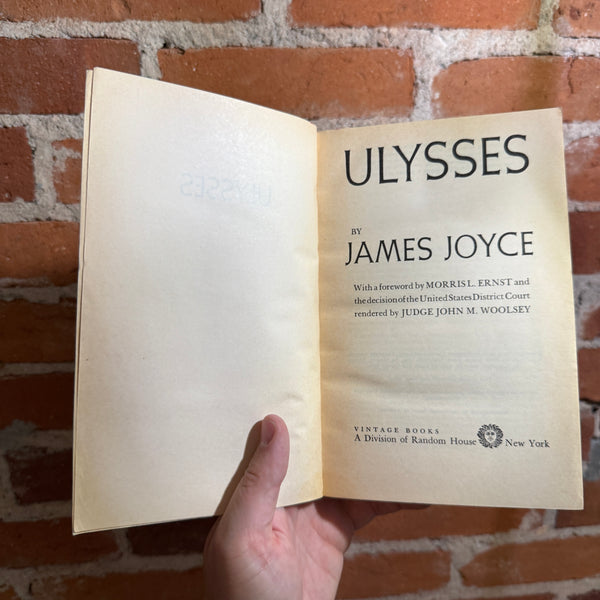 ULYSSES
BY
JAMES JOYCE
With a foreword by MORRIS L. ERNST and
the decision of the United States District Court
rendered by JUDGE JOHN M. WOOLSEY
VINTAGE BOOKS
A Division of Random House New York